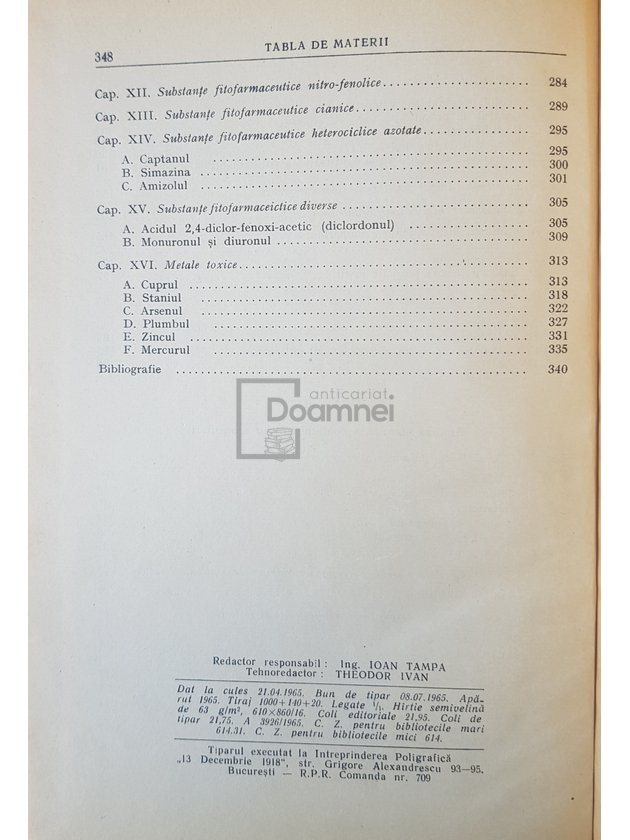 348
TABLA DE MATERII
Cap. XII. Substanțe fitofarmaceutice nitro-fenolice . . . . . . . . . . 284
Cap. XIII. Substanțe fitofarmaceutice cianice . . . . . . . . . . 289
Cap. XIV. Substanțe fitofarmaceutice heterociclice azotate . . . . . . . . . . 295
A. Captanul . . . . . . . . . . 295
B. Simazina . . . . . . . . . . 300
C. Amizolul . . . . . . . . . . 301
Cap. XV. Substanțe fitofarmaceictice diverse . . . . . . . . . . 305
A. Acidul 2,4-diclor-fenoxi-acetic (diclordonul) . . . . . . . . . . 305
B. Monuronul și diuronul . . . . . . . . . . 309
Cap. XVI. Metale toxice . . . . . . . . . . 313
A. Cuprul . . . . . . . . . . 313
B. Staniul . . . . . . . . . . 318
C. Arsenul . . . . . . . . . . 322
D. Plumbul . . . . . . . . . . 327
E. Zincul . . . . . . . . . . 331
F. Mercurul . . . . . . . . . . 335
Bibliografie . . . . . . . . . . 340
anticariat
Doamnei
Redactor responsabil : Ing. IOAN TAMPA
Tehnoredactor : THEODOR IVAN
Dat la cules 21.04.1965. Bun de tipar 08.07.1965. Apă-
rut 1965. Tiraj 1000+140+20. Legate 1/1. Hîrtie semivelină
de 63 g/m², 610×860/16. Coli editoriale 21,95. Coli de
tipar 21,75. A 3926/1965. C. Z. pentru bibliotecile mari
614.31. C. Z. pentru bibliotecile mici 614.
Tiparul executat la Intreprinderea Poligrafică
„13 Decembrie 1918", str. Grigore Alexandrescu 93—95.
București — R.P.R. Comanda nr. 709